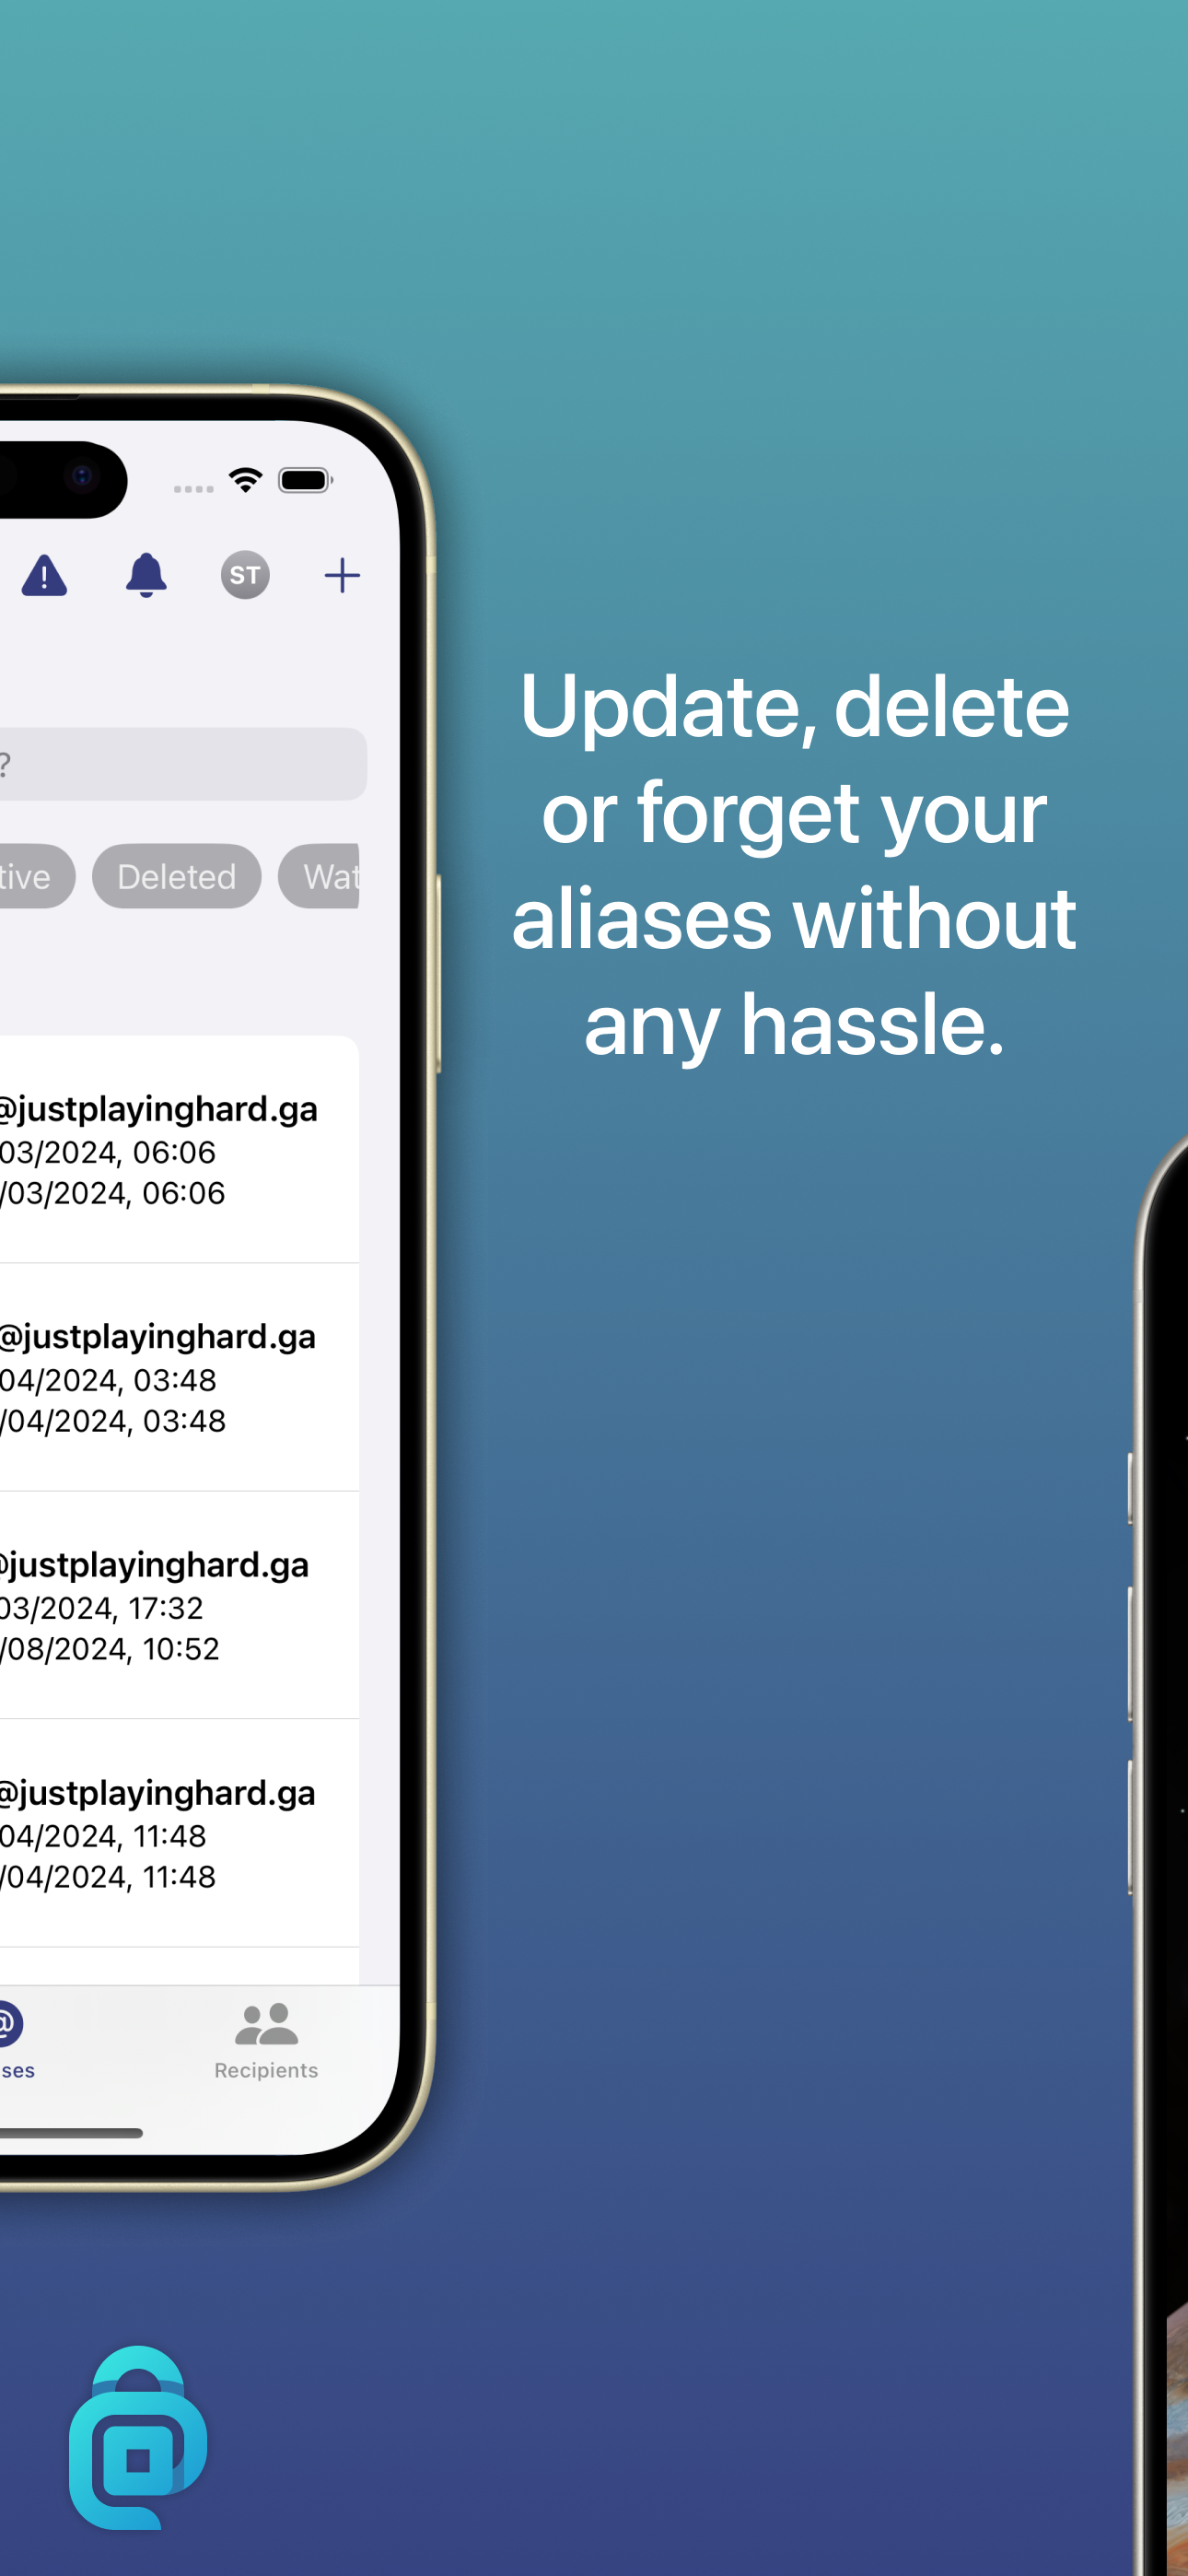 ST
?
tive
Deleted
Wat
Update, delete
or forget your
aliases without
any hassle.
@justplayinghard.ga
03/2024, 06:06
/03/2024, 06:06
@justplayinghard.ga
04/2024, 03:48
/04/2024, 03:48
@justplayinghard.ga
03/2024, 17:32
/08/2024, 10:52
@justplayinghard.ga
04/2024, 11:48
/04/2024, 11:48
@
ses
Recipients